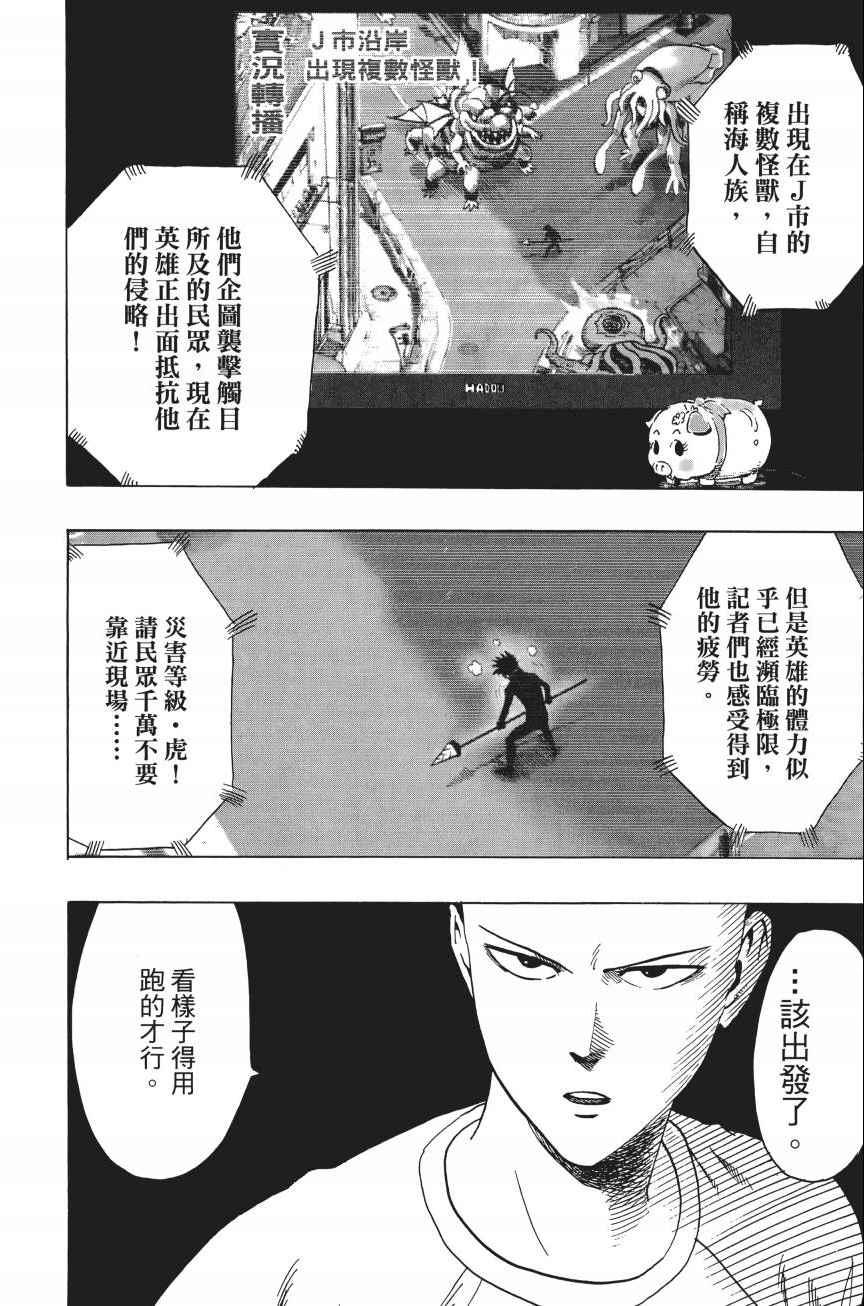 實況轉播
J市沿岸
出現複數怪獸！
出現在J市的
複數怪獸，自
稱海人族，
他們企圖襲擊觸目
所及的民眾，現在
英雄正出面抵抗他
們的侵略！
HADOU
但是英雄的體力似
乎已經瀕臨極限，
記者們也感受得到
他的疲勞。
災害等級・虎！
請民眾千萬不要
靠近現場……
…該出發了。
看樣子得用
跑的才行。